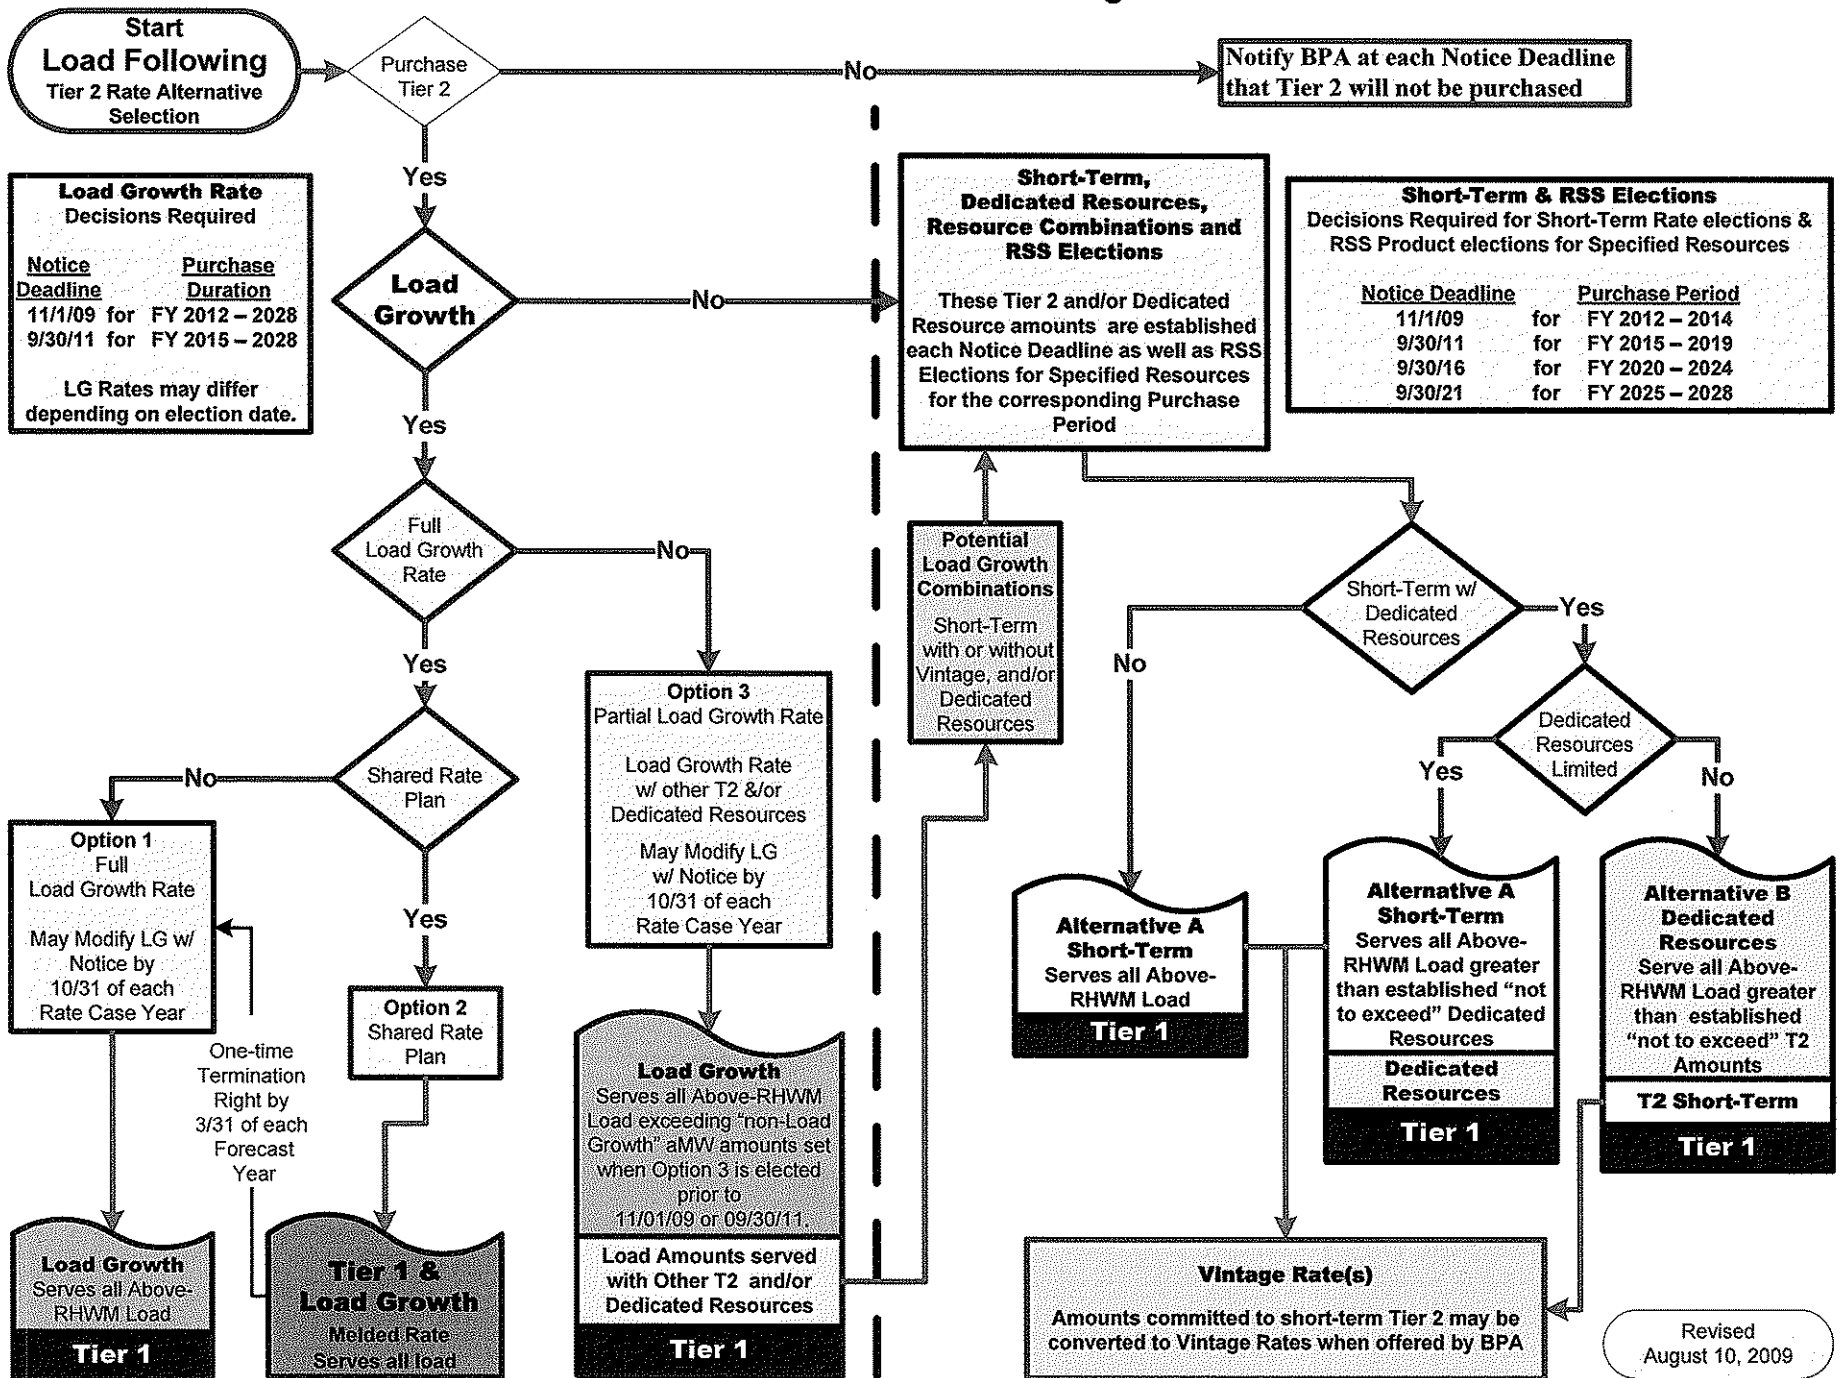 Start
Load Following
Tier 2 Rate Alternative
Selection
Purchase
Tier 2
No
Notify BPA at each Notice Deadline
that Tier 2 will not be purchased
Yes
Load Growth Rate
Decisions Required
Notice Purchase
Deadline Duration
11/1/09 for FY 2012 – 2028
9/30/11 for FY 2015 – 2028
LG Rates may differ
depending on election date.
Load
Growth
No
Short-Term,
Dedicated Resources,
Resource Combinations and
RSS Elections
These Tier 2 and/or Dedicated
Resource amounts are established
each Notice Deadline as well as RSS
Elections for Specified Resources
for the corresponding Purchase
Period
Short-Term & RSS Elections
Decisions Required for Short-Term Rate elections &
RSS Product elections for Specified Resources
Notice Deadline Purchase Period
11/1/09 for FY 2012 – 2014
9/30/11 for FY 2015 – 2019
9/30/16 for FY 2020 – 2024
9/30/21 for FY 2025 – 2028
Yes
Full
Load Growth
Rate
No
Yes
Shared Rate
Plan
No
Option 1
Full
Load Growth Rate
May Modify LG w/
Notice by
10/31 of each
Rate Case Year
Yes
Option 2
Shared Rate
Plan
One-time
Termination
Right by
3/31 of each
Forecast
Year
Load Growth
Serves all Above-
RHWM Load
Tier 1
Tier 1 &
Load Growth
Melded Rate
Serves all load
Option 3
Partial Load Growth Rate
Load Growth Rate
w/ other T2 &/or
Dedicated Resources
May Modify LG
w/ Notice by
10/31 of each
Rate Case Year
Load Growth
Serves all Above-RHWM
Load exceeding “non-Load
Growth” aMW amounts set
when Option 3 is elected
prior to
11/01/09 or 09/30/11.
Load Amounts served
with Other T2 and/or
Dedicated Resources
Tier 1
Potential
Load Growth
Combinations
Short-Term
with or without
Vintage, and/or
Dedicated
Resources
Short-Term w/
Dedicated
Resources
No
Yes
Dedicated
Resources
Limited
Yes
No
Alternative A
Short-Term
Serves all Above-
RHWM Load
Tier 1
Alternative A
Short-Term
Serves all Above-
RHWM Load greater
than established “not
to exceed” Dedicated
Resources
Dedicated
Resources
Tier 1
Alternative B
Dedicated
Resources
Serve all Above-
RHWM Load greater
than established
“not to exceed” T2
Amounts
T2 Short-Term
Tier 1
Vintage Rate(s)
Amounts committed to short-term Tier 2 may be
converted to Vintage Rates when offered by BPA
Revised
August 10, 2009